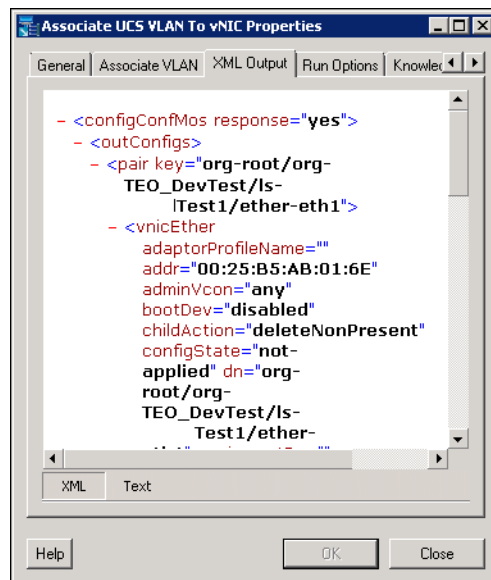 Associate UCS VLAN To vNIC Properties
General Associate VLAN XML Output Run Options Knowled
- <configConfMos response="yes">
- <outConfigs>
- <pair key="org-root/org-
TEO_DevTest/ls-
Test1/ether-eth1">
- <vnicEther
adaptorProfileName=""
addr="00:25:B5:AB:01:6E"
adminVcon="any"
bootDev="disabled"
childAction="deleteNonPresent"
configState="not-
applied" dn="org-
root/org-
TEO_DevTest/ls-
Test1/ether-
XML Text
Help OK Close